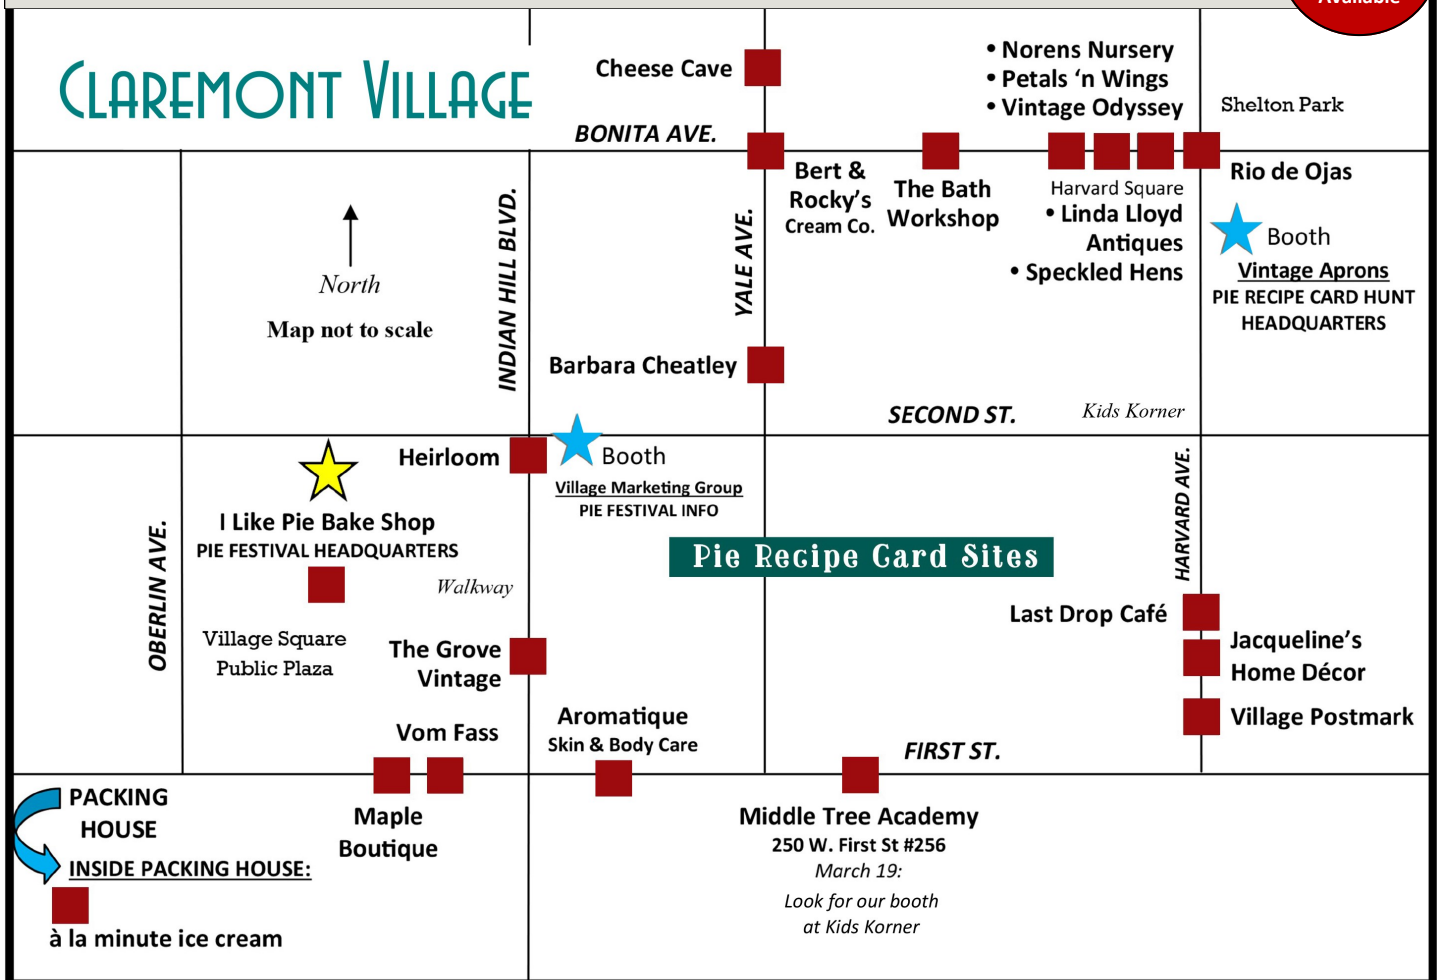 Available
CLAREMONT VILLAGE
Cheese Cave
• Norens Nursery
• Petals ‘n Wings
• Vintage Odyssey
Shelton Park
BONITA AVE.
Bert &
Rocky’s
Cream Co.
The Bath
Workshop
Harvard Square
• Linda Lloyd
Antiques
• Speckled Hens
Rio de Ojas
Booth
Vintage Aprons
PIE RECIPE CARD HUNT
HEADQUARTERS
North
Map not to scale
INDIAN HILL BLVD.
YALE AVE.
Barbara Cheatley
SECOND ST.
Kids Korner
Heirloom
Booth
Village Marketing Group
PIE FESTIVAL INFO
I Like Pie Bake Shop
PIE FESTIVAL HEADQUARTERS
OBERLIN AVE.
Walkway
Village Square
Public Plaza
Pie Recipe Card Sites
HARVARD AVE.
Last Drop Café
Jacqueline’s
Home Décor
Village Postmark
The Grove
Vintage
Vom Fass
Aromatique
Skin & Body Care
FIRST ST.
Maple
Boutique
Middle Tree Academy
250 W. First St #256
March 19:
Look for our booth
at Kids Korner
PACKING
HOUSE
INSIDE PACKING HOUSE:
à la minute ice cream